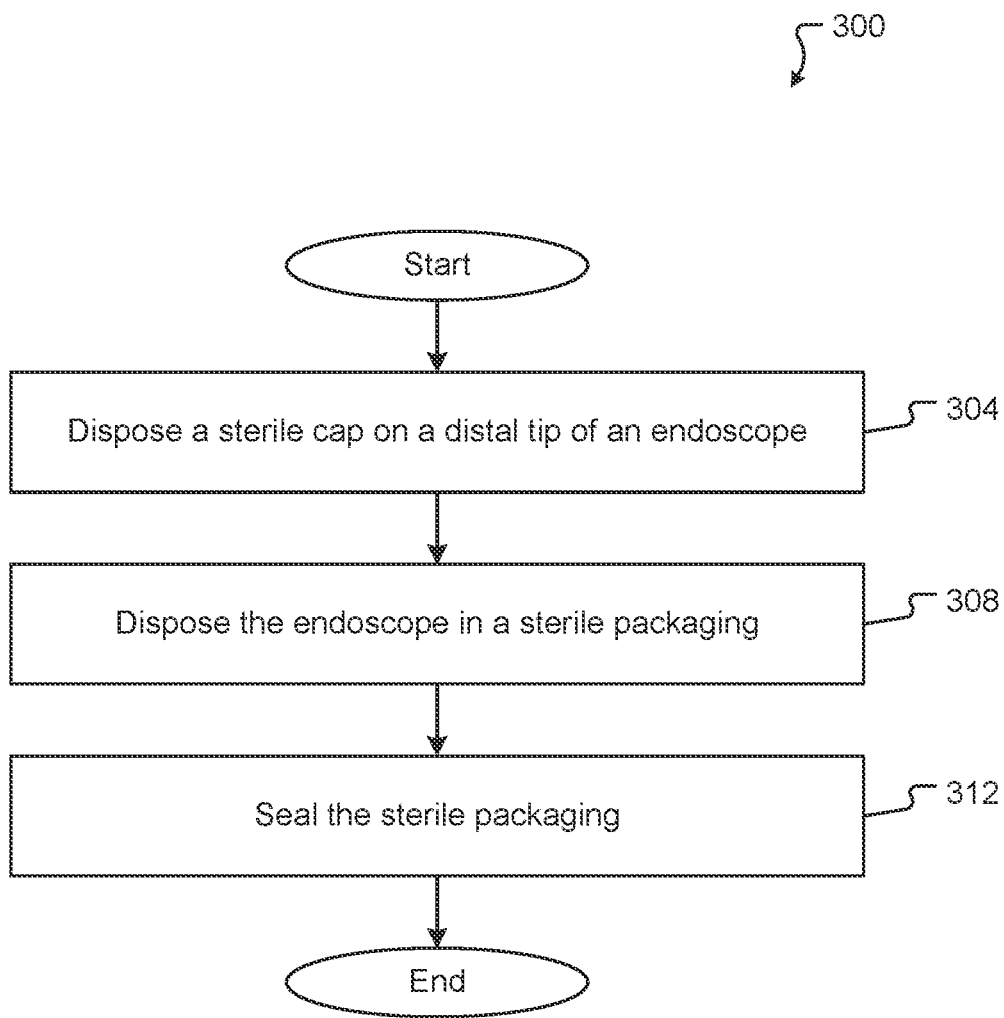 300
Start
Dispose a sterile cap on a distal tip of an endoscope
304
Dispose the endoscope in a sterile packaging
308
Seal the sterile packaging
312
End